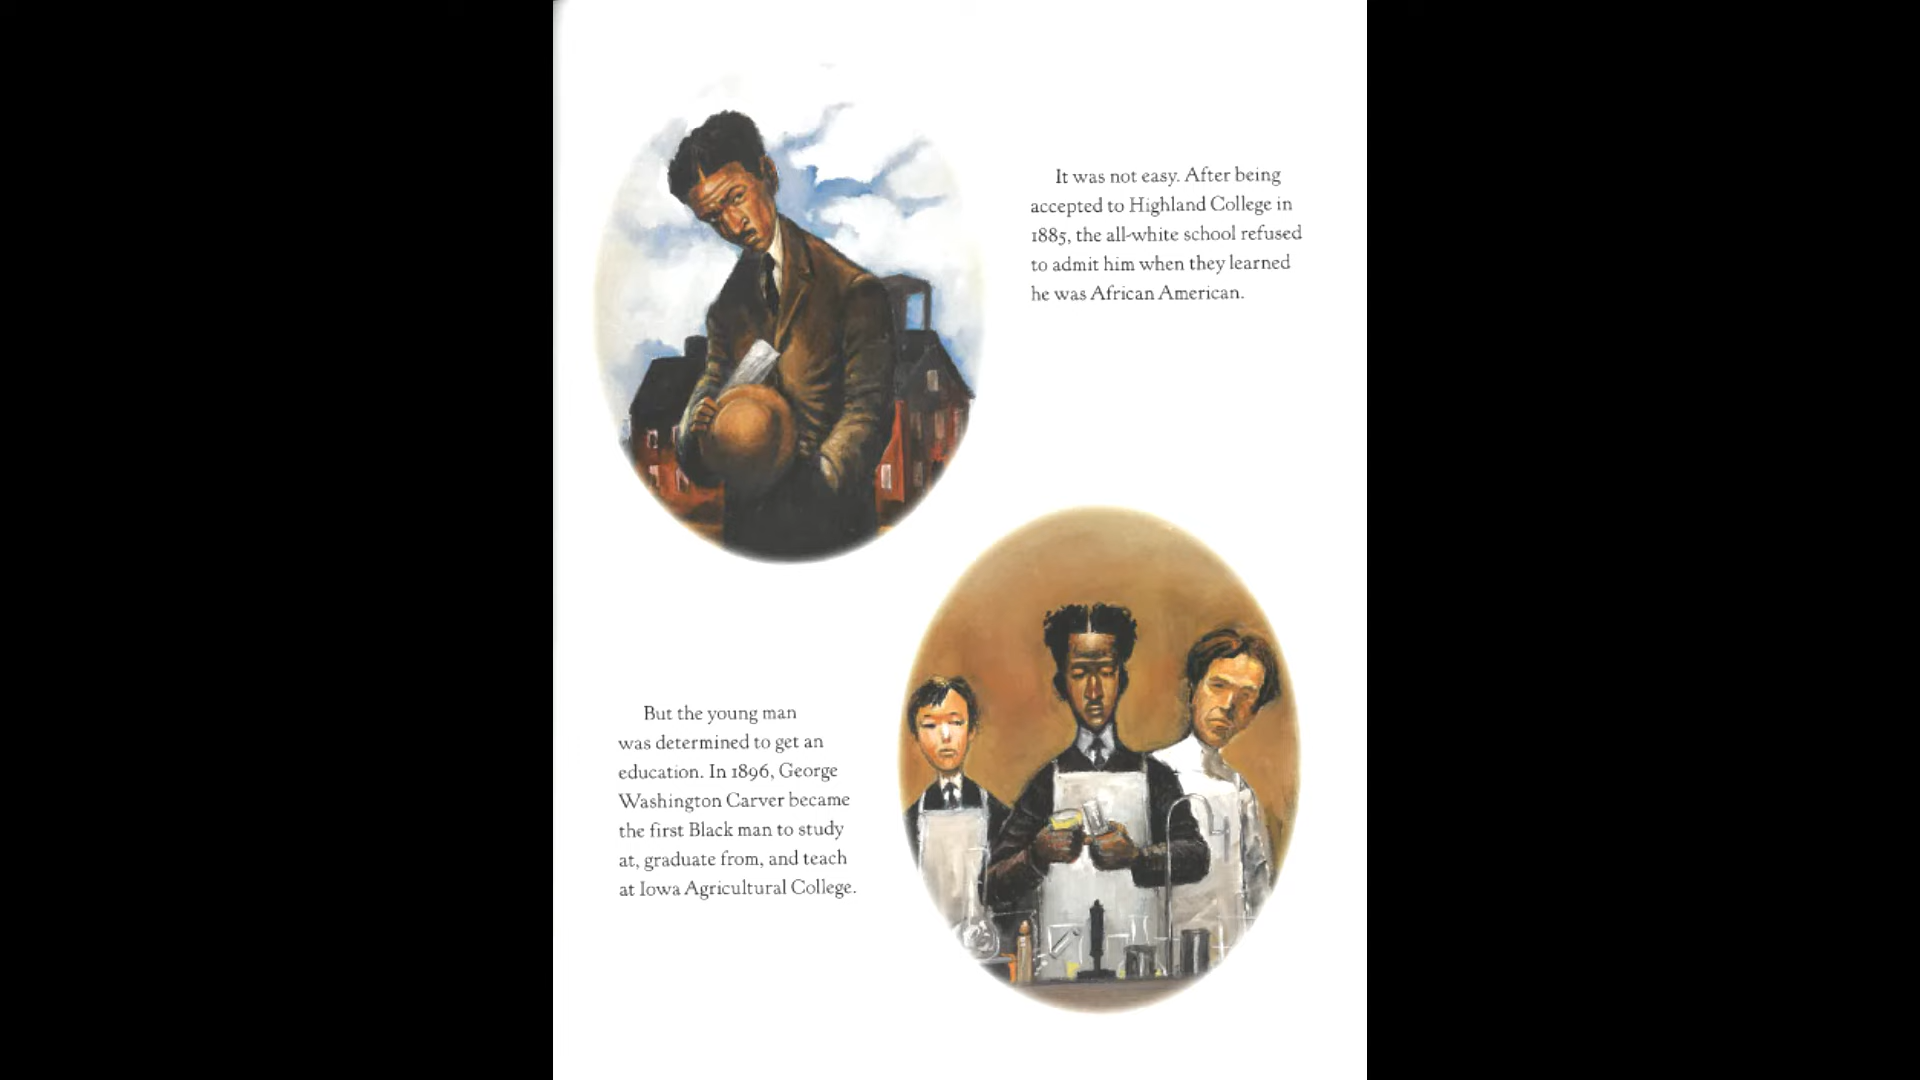 It was not easy. After being
accepted to Highland College in
1885, the all-white school refused
to admit him when they learned
he was African American.
But the young man
was determined to get an
education. In 1896, George
Washington Carver became
the first Black man to study
at, graduate from, and teach
at Iowa Agricultural College.